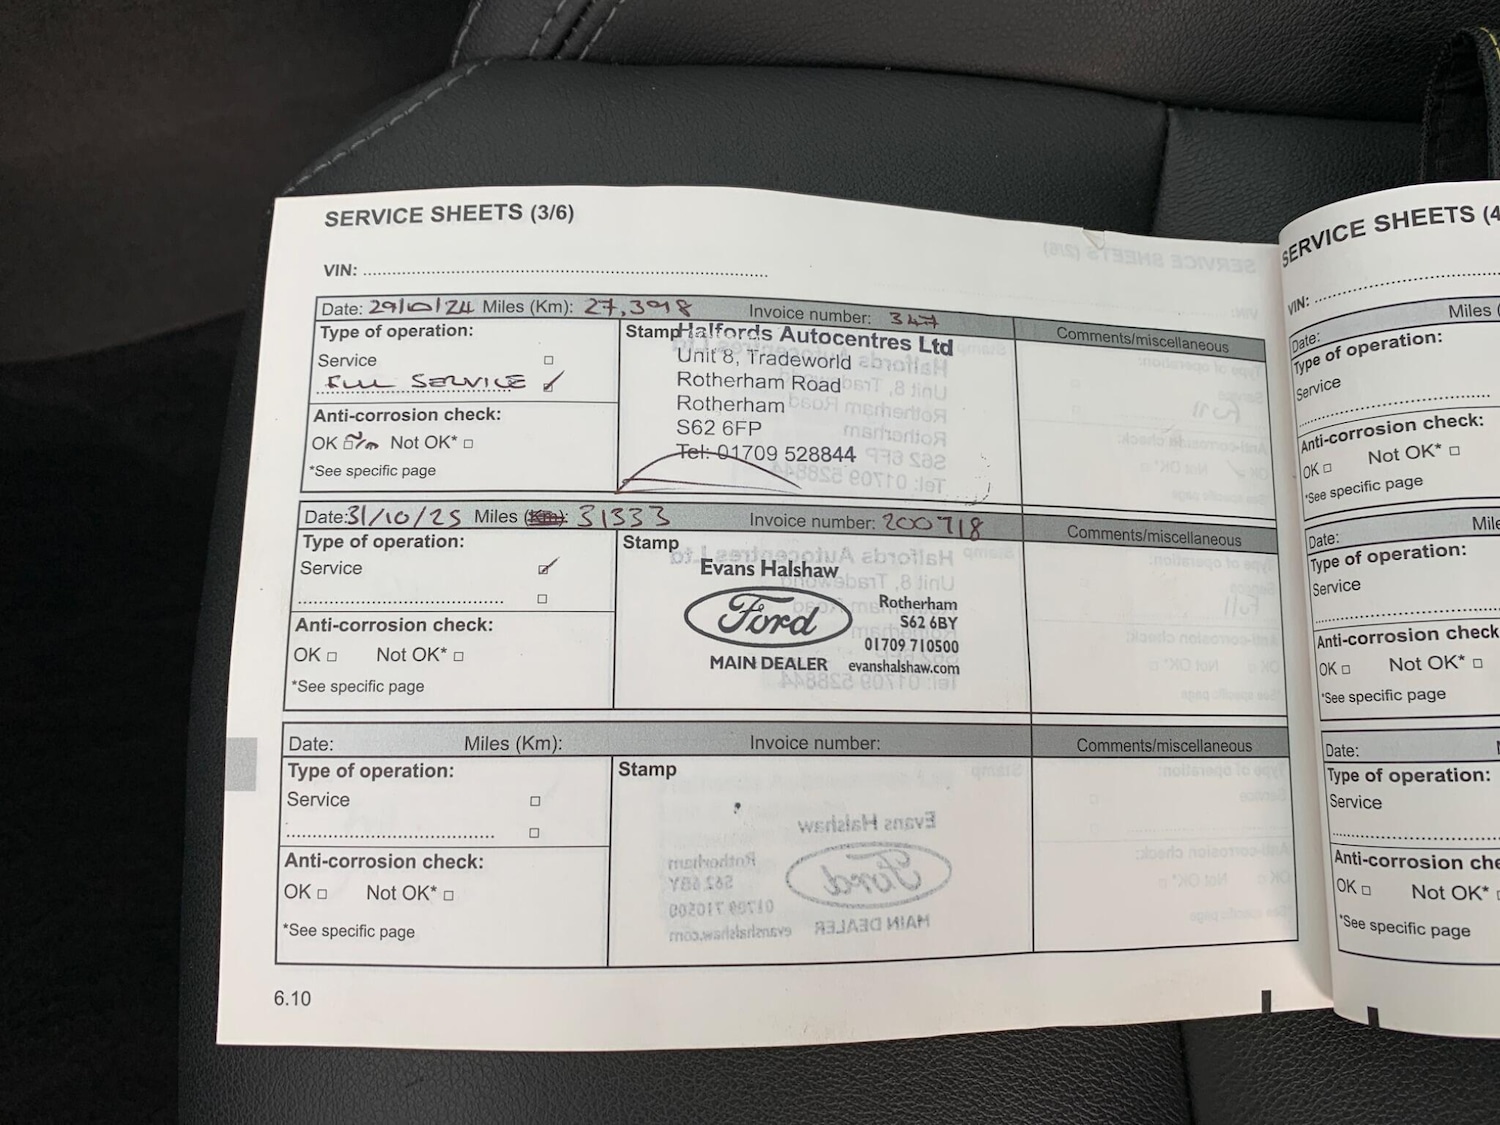 SERVICE SHEETS (3/6)
VIN:
Date: 29/10/24 Miles (Km): 27,398 Invoice number: 347
Type of operation:
Service
FULL SERVICE
Anti-corrosion check:
OK Not OK*
*See specific page
Stamp
Halfords Autocentres Ltd
Unit 8, Tradeworld
Rotherham Road
Rotherham
S62 6FP
Tel: 01709 528844
Comments/miscellaneous
Date: 31/10/25 Miles (Km): 31333 Invoice number: 200718
Type of operation:
Service
Anti-corrosion check:
OK Not OK*
*See specific page
Stamp
Evans Halshaw
Ford
MAIN DEALER
Rotherham
S62 6BY
01709 710500
evanshalshaw.com
Comments/miscellaneous
Date: Miles (Km): Invoice number:
Type of operation:
Service
Anti-corrosion check:
OK Not OK*
*See specific page
Stamp
Comments/miscellaneous
6.10
SERVICE SHEETS (4
VIN:
Date: Miles (
Type of operation:
Service
Anti-corrosion check:
OK Not OK*
*See specific page
Date: Mile
Type of operation:
Service
Anti-corrosion check
OK Not OK*
*See specific page
Date:
Type of operation:
Service
Anti-corrosion che
OK Not OK*
*See specific page